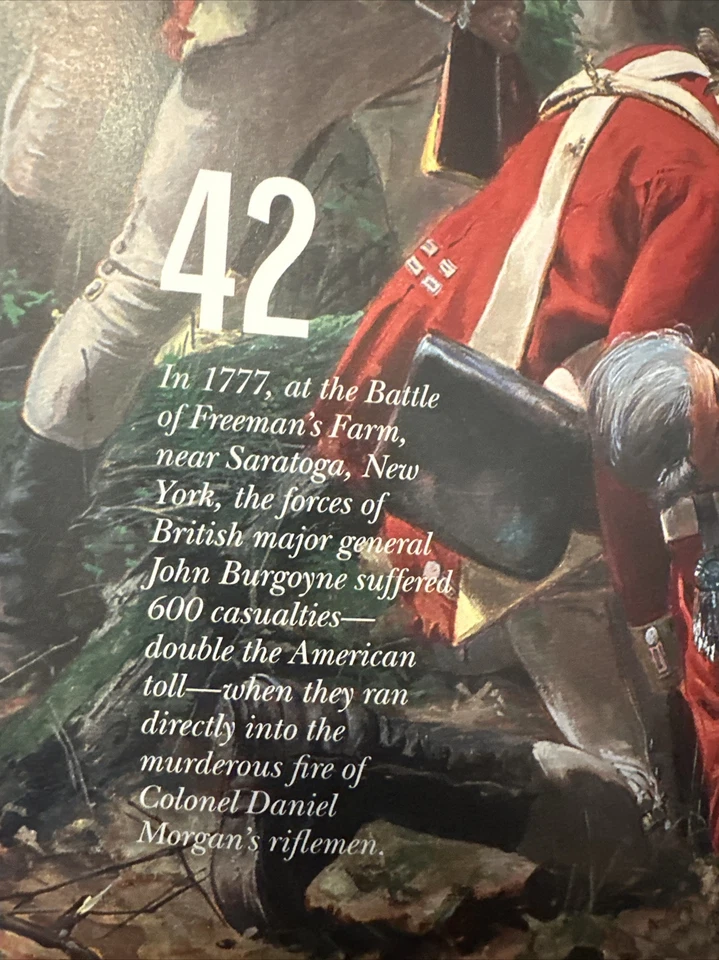 42
In 1777, at the Battle
of Freeman's Farm,
near Saratoga, New
York, the forces of
British major general
John Burgoyne suffered
600 casualties—
double the American
toll—when they ran
directly into the
murderous fire of
Colonel Daniel
Morgan's riflemen.